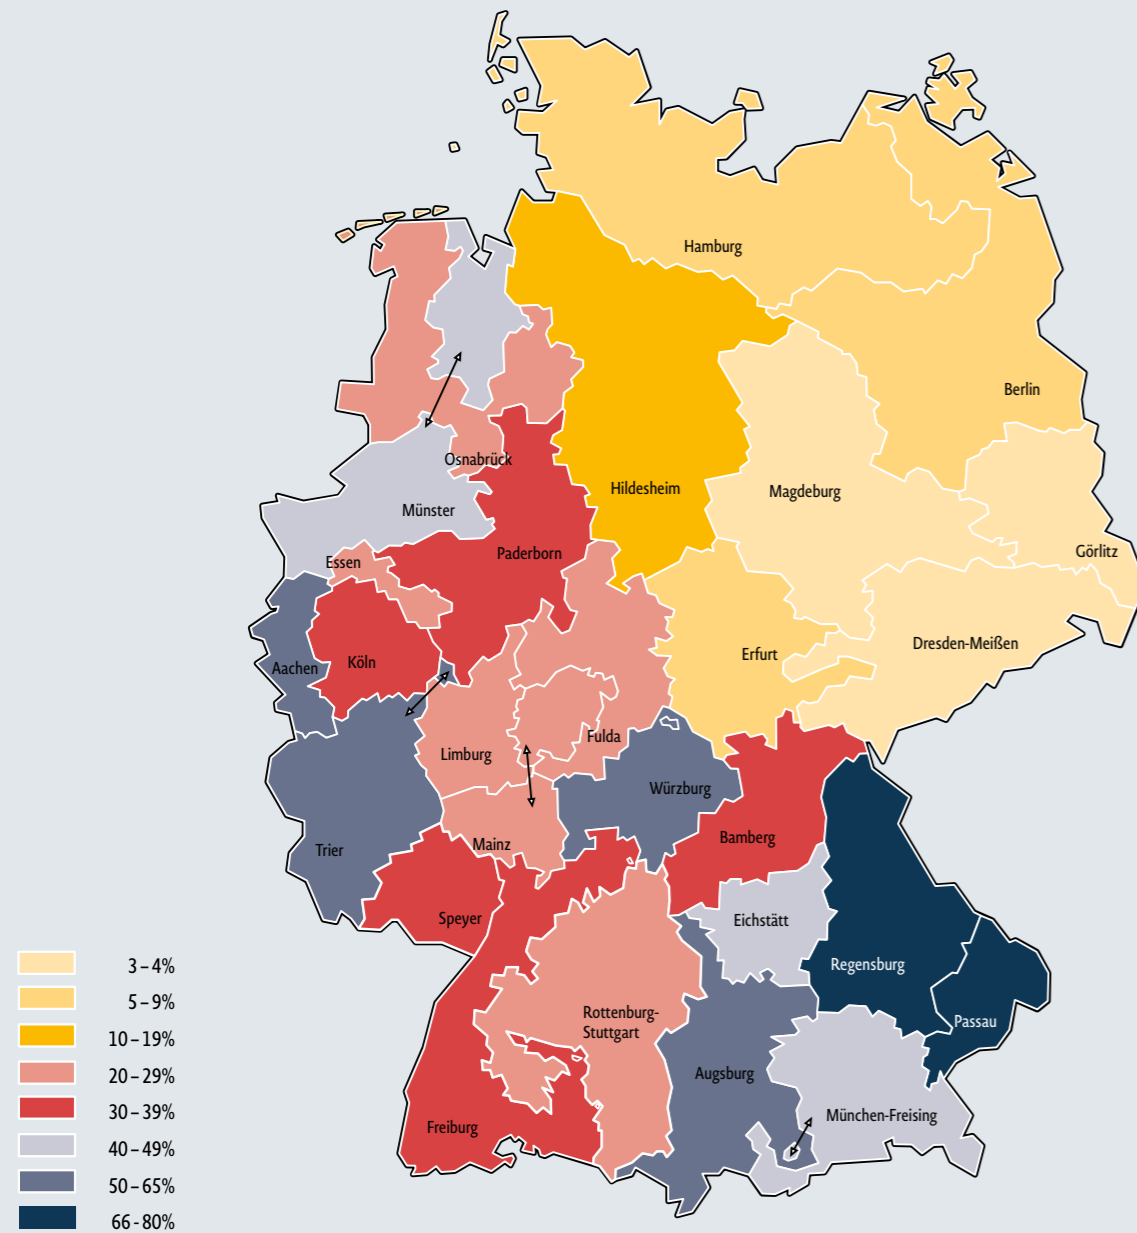 Hamburg
Berlin
Osnabrück
Hildesheim
Magdeburg
Münster
Paderborn
Görlitz
Essen
Dresden-Meißen
Erfurt
Köln
Aachen
Fulda
Limburg
Würzburg
Bamberg
Mainz
Trier
Speyer
Eichstätt
Regensburg
Rottenburg-
Stuttgart
Passau
Augsburg
München-Freising
Freiburg
3 – 4%
5 – 9%
10 – 19%
20 – 29%
30 – 39%
40 – 49%
50 – 65%
66 - 80%